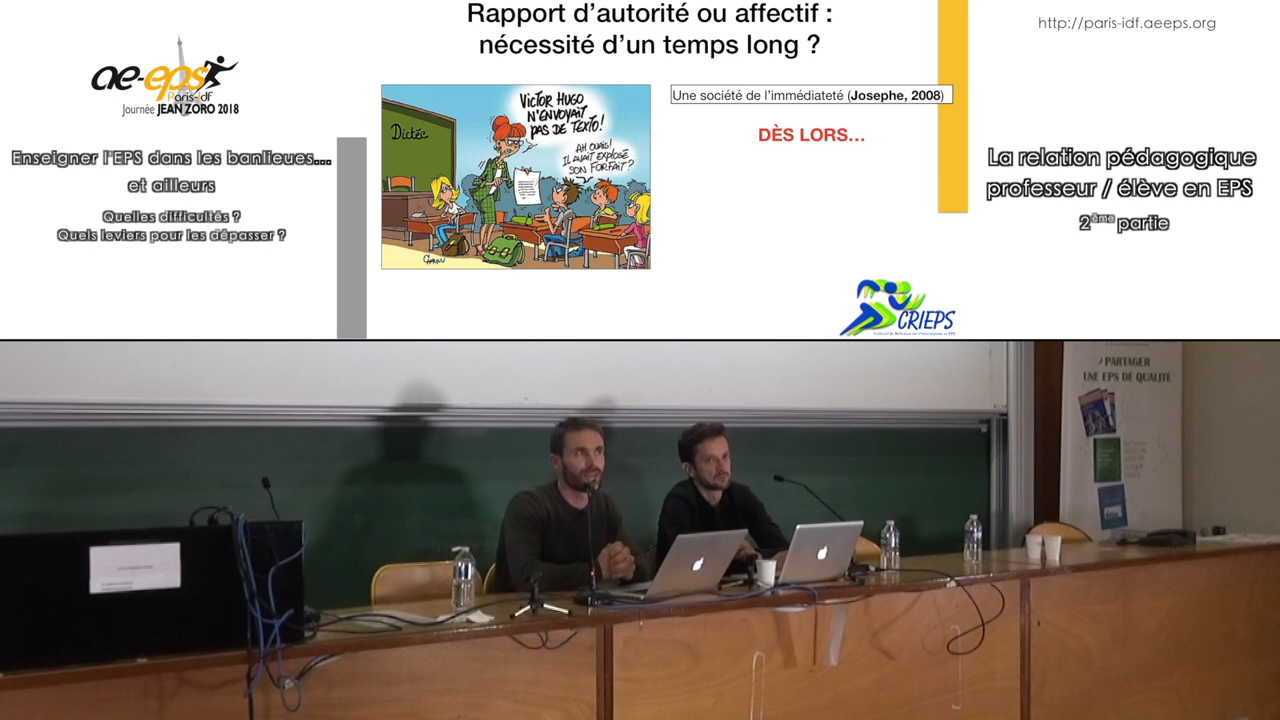 Rapport d'autorité ou affectif :
nécessité d'un temps long ?
http://paris-idf.aeeps.org
ae-eps
Paris-IdF
Journée JEAN ZORO 2018
Enseigner l'EPS dans les banlieues...
et ailleurs
Quelles difficultés ?
Quels leviers pour les dépasser ?
Dictée
VICTOR HUGO
N'ENVOYAIT
PAS DE TEXTO!
AH OUAIS!
IL AVAIT EXPLOSÉ
SON FORFAIT?
Une société de l'immédiateté (Josephe, 2008)
DÈS LORS...
La relation pédagogique
professeur / élève en EPS
2ème partie
CRIEPS
PARTAGER
UNE EPS DE QUALITÉ